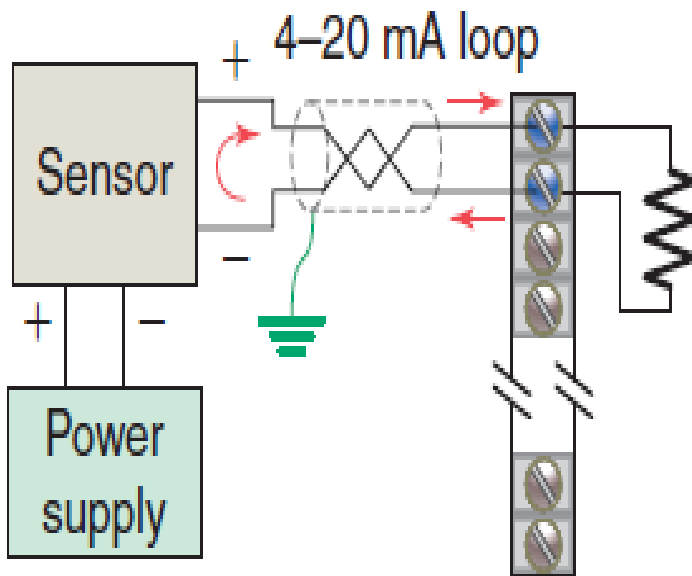 4–20 mA loop
+
Sensor
–
+ –
Power
supply